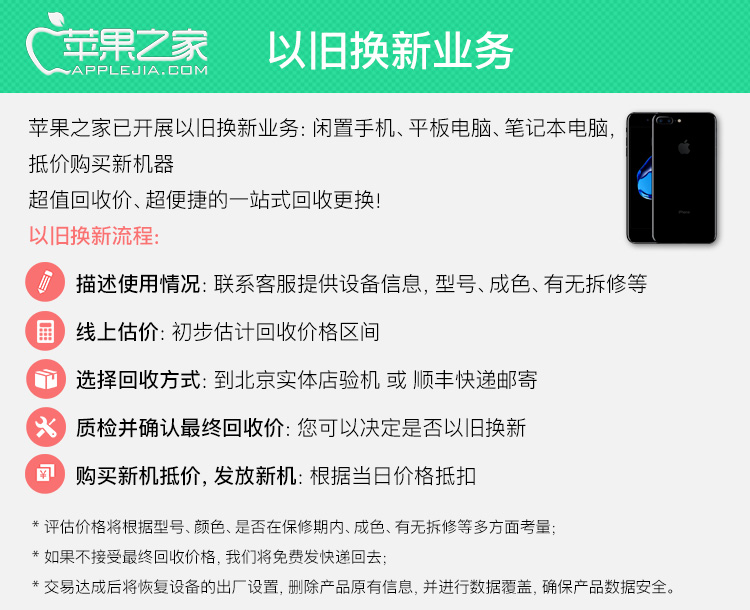 苹果之家
APPLEJIA.COM
以旧换新业务
苹果之家已开展以旧换新业务: 闲置手机、平板电脑、笔记本电脑,
抵价购买新机器
超值回收价、超便捷的一站式回收更换!
以旧换新流程:
描述使用情况: 联系客服提供设备信息, 型号、成色、有无拆修等
线上估价: 初步估计回收价格区间
选择回收方式: 到北京实体店验机 或 顺丰快递邮寄
质检并确认最终回收价: 您可以决定是否以旧换新
购买新机抵价, 发放新机: 根据当日价格抵扣
* 评估价格将根据型号、颜色、是否在保修期内、成色、有无拆修等多方面考量;
* 如果不接受最终回收价格, 我们将免费发快递回去;
* 交易达成后将恢复设备的出厂设置, 删除产品原有信息, 并进行数据覆盖, 确保产品数据安全。